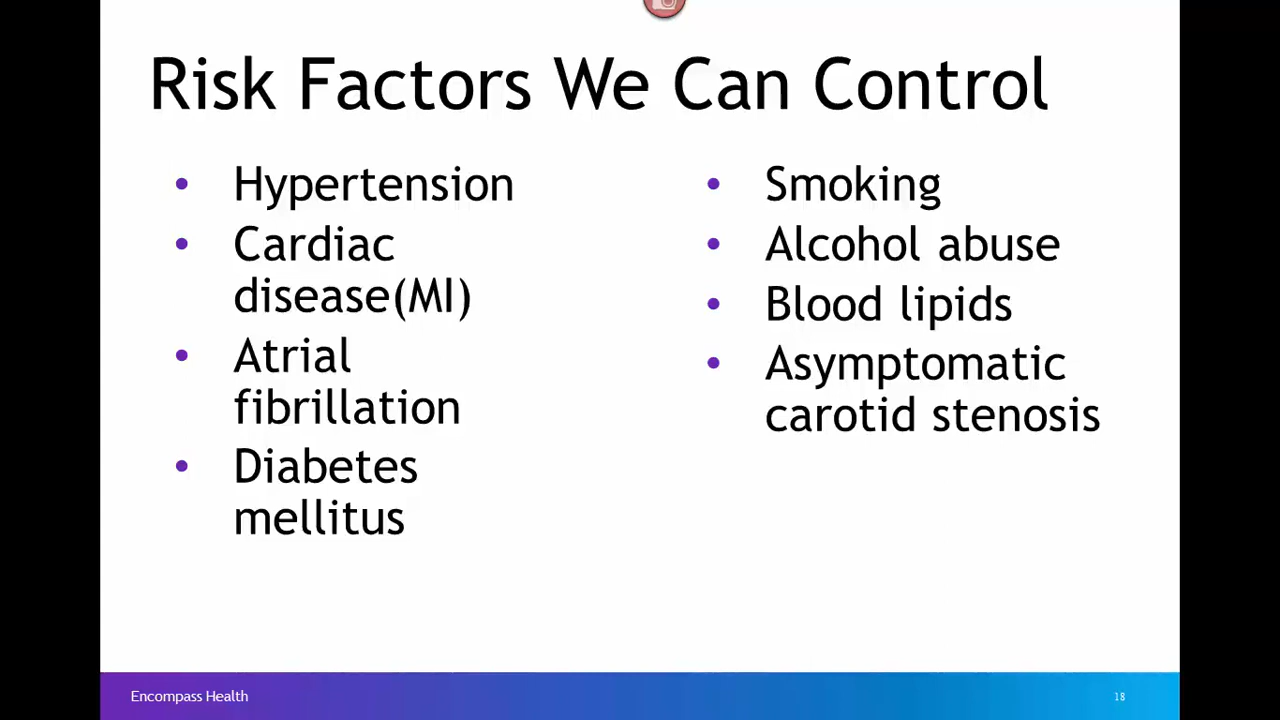 Risk Factors We Can Control
• Hypertension
• Cardiac
disease(MI)
• Atrial
fibrillation
• Diabetes
mellitus
• Smoking
• Alcohol abuse
• Blood lipids
• Asymptomatic
carotid stenosis
Encompass Health
18